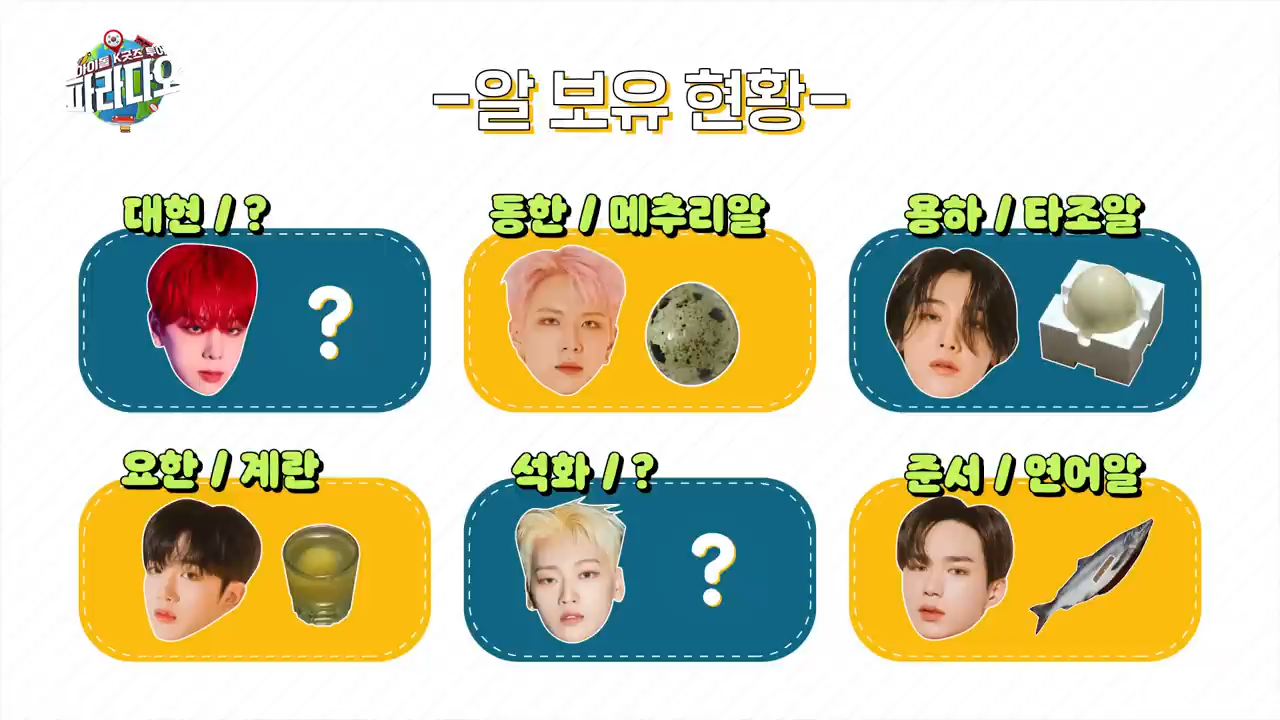 아이돌 K굿즈 투어
파라다오
-알 보유 현황-
대현 / ?
동한 / 메추리알
용하 / 타조알
?
요한 / 계란
석화 / ?
준서 / 연어알
?